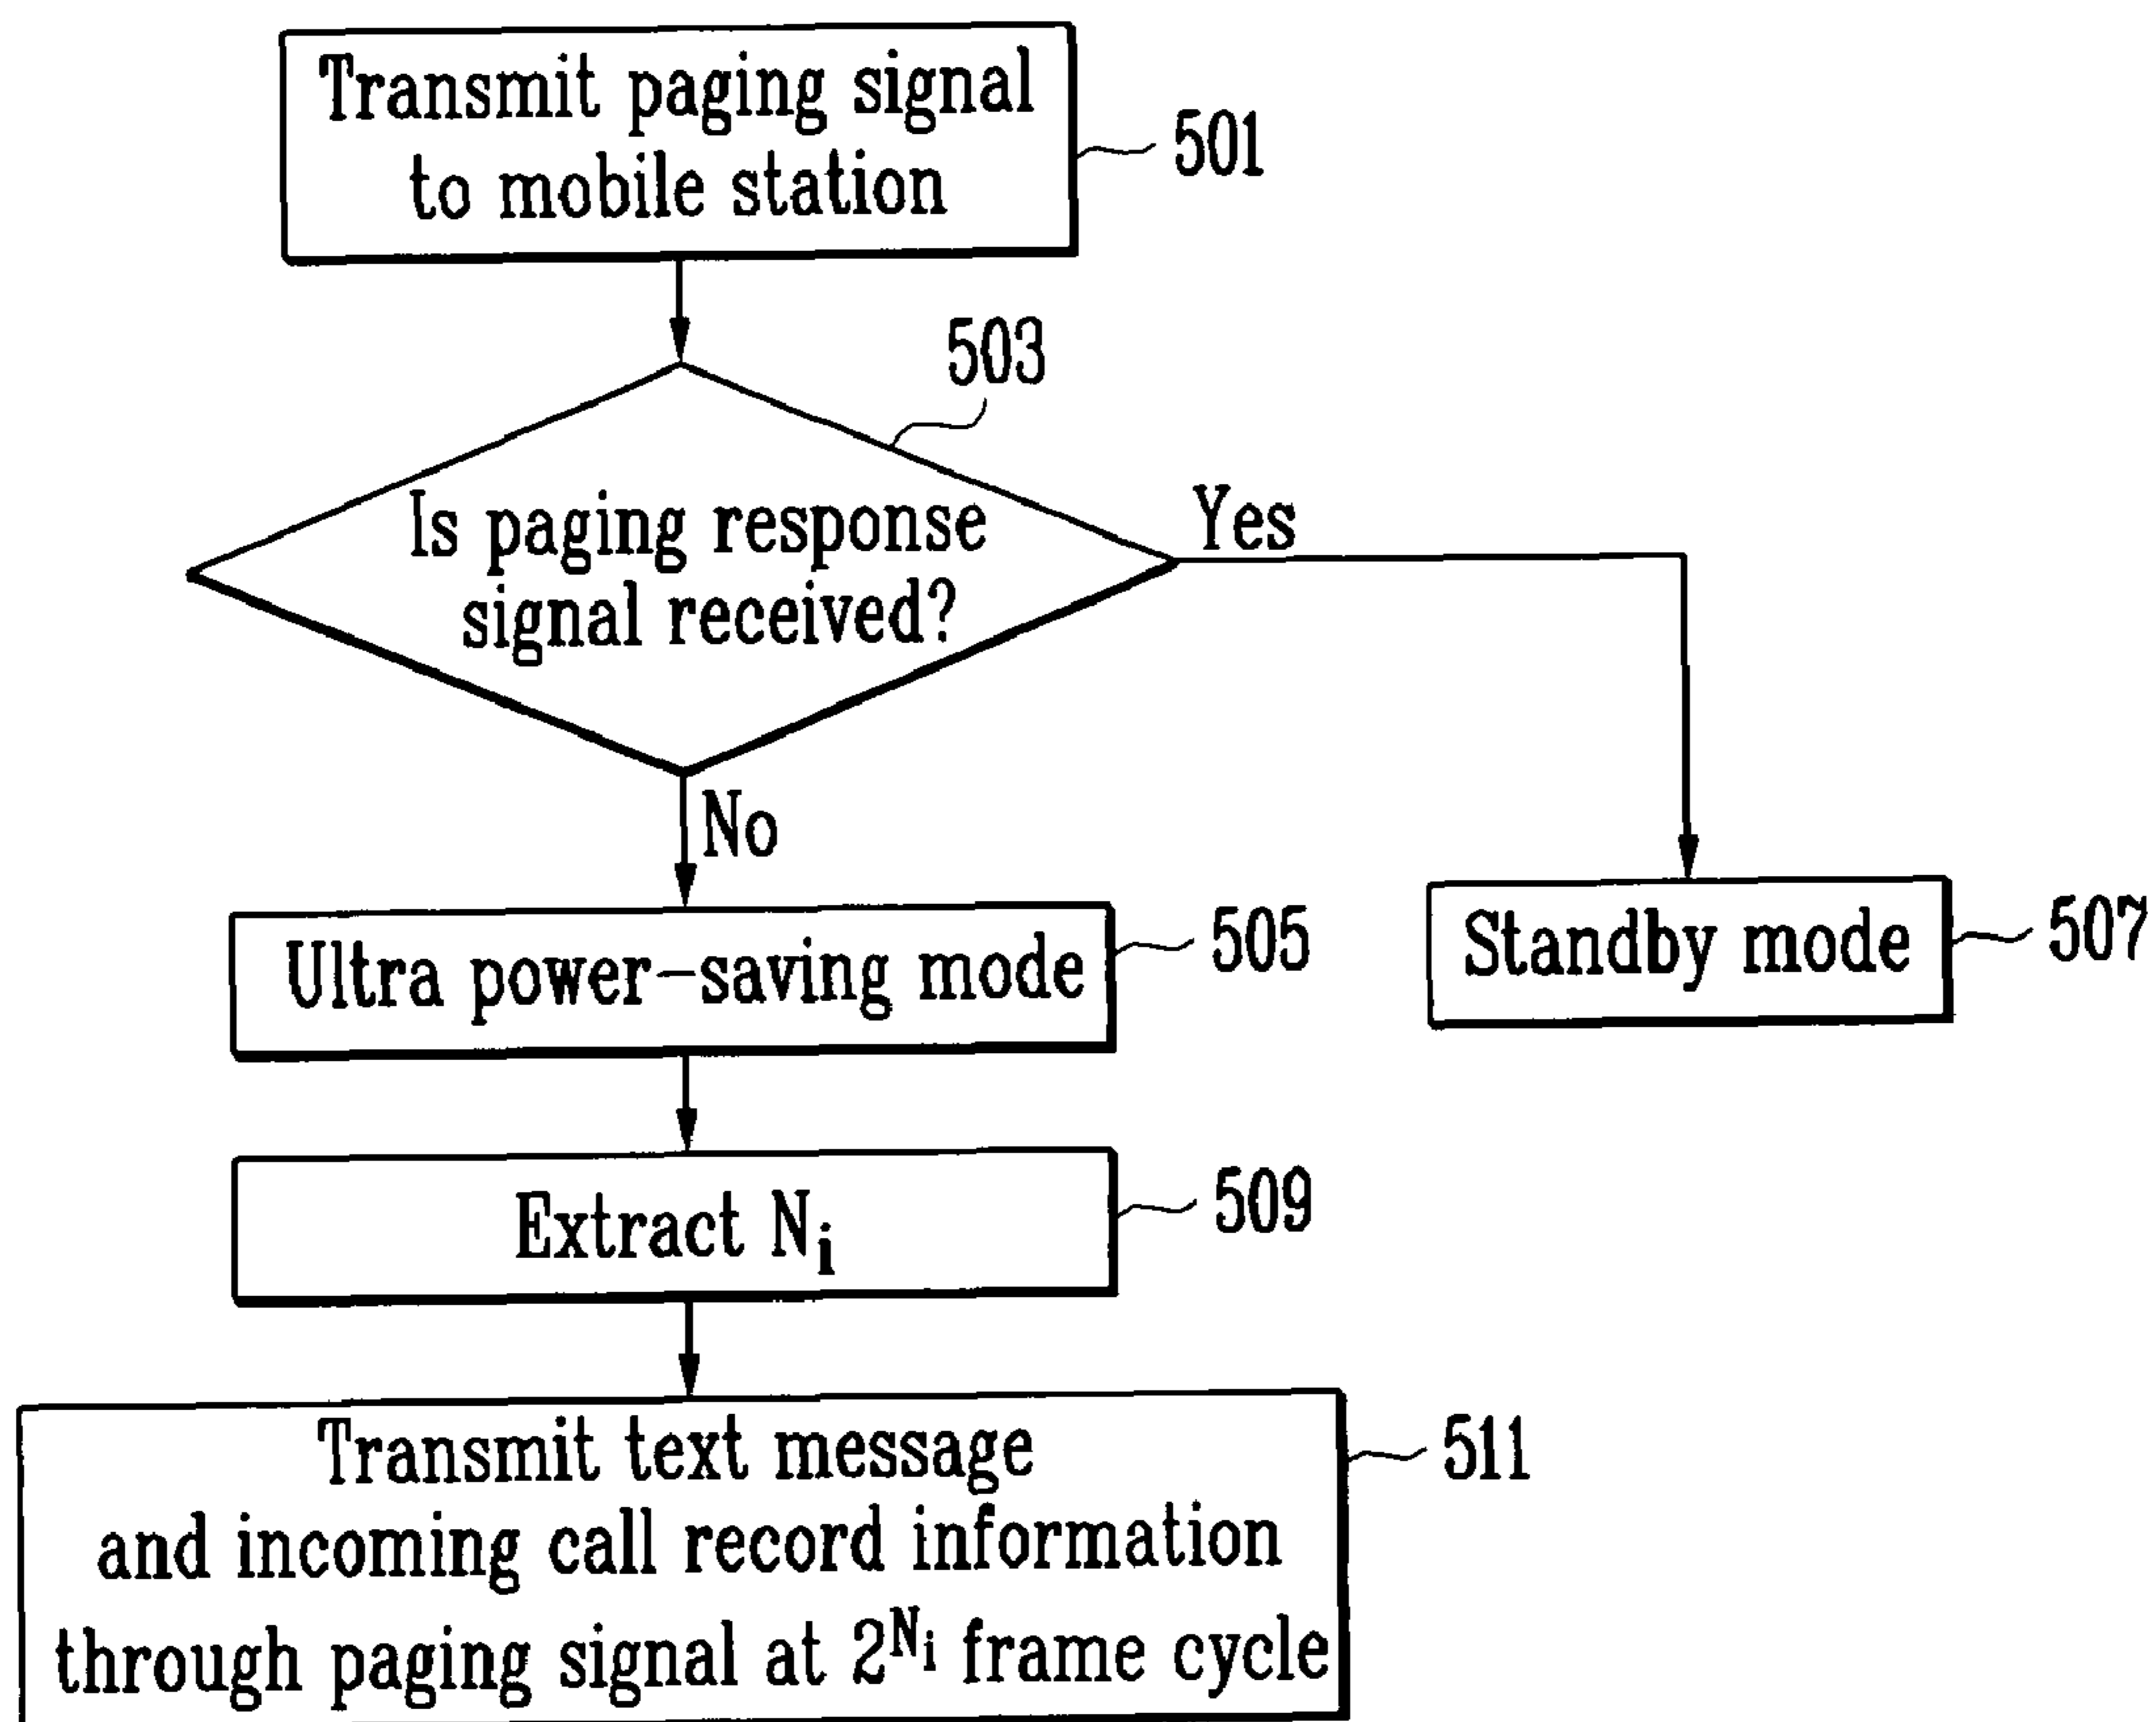 Transmit paging signal
to mobile station
501
503
Is paging response
signal received?
Yes
No
Ultra power-saving mode
505
Standby mode
507
Extract Nᵢ
509
Transmit text message
and incoming call record information
through paging signal at 2^Nᵢ frame cycle
511